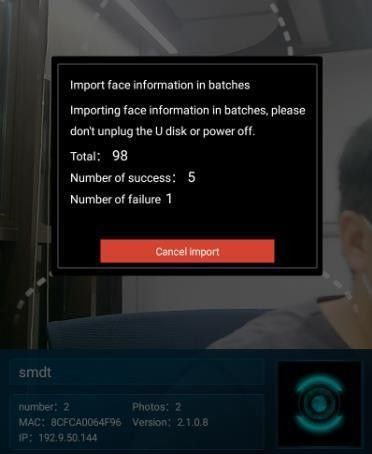 Import face information in batches
Importing face information in batches, please
don't unplug the U disk or power off.
Total: 98
Number of success: 5
Number of failure 1
Cancel import
smdt
number: 2 Photos: 2
MAC: 8CFCA0064F96 Version: 2.1.0.8
IP: 192.9.50.144